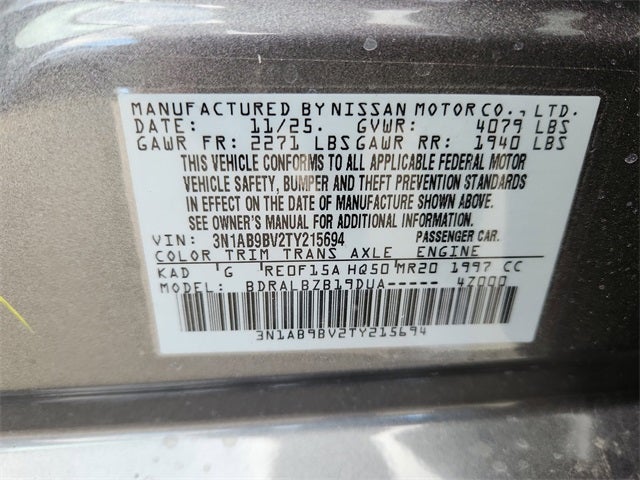 MANUFACTURED BY NISSAN MOTOR CO., LTD.
DATE: 11/25. GVWR: 4079 LBS
GAWR FR: 2271 LBS GAWR RR: 1940 LBS
THIS VEHICLE CONFORMS TO ALL APPLICABLE FEDERAL MOTOR
VEHICLE SAFETY, BUMPER AND THEFT PREVENTION STANDARDS
IN EFFECT ON THE DATE OF MANUFACTURE SHOWN ABOVE.
SEE OWNER'S MANUAL FOR ADDITIONAL INFORMATION.
VIN: 3N1AB9BV2TY215694 PASSENGER CAR.
COLOR TRIM TRANS AXLE ENGINE
KAD G RE0F15A HQ50 MR20 1997 CC
MODEL: BDRALBZB19DUA----- 4Z000
3N1AB9BV2TY215694